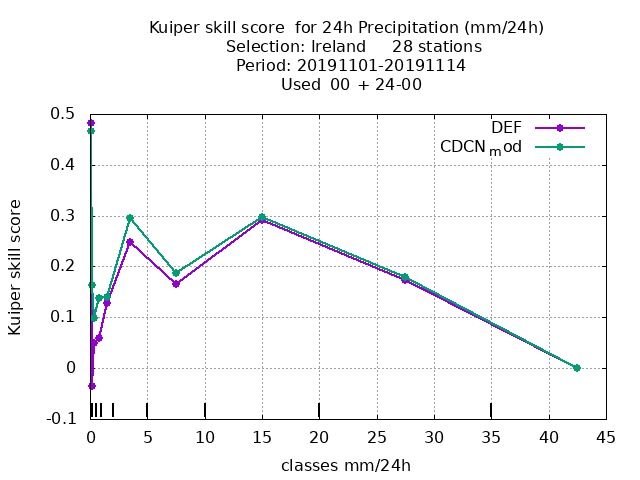 Kuiper skill score  for 24h Precipitation (mm/24h)
Selection: Ireland     28 stations
Period: 20191101-20191114
Used  00 + 24-00
DEF
CDCN_mod
Kuiper skill score
0.5
0.4
0.3
0.2
0.1
0
-0.1
0 5 10 15 20 25 30 35 40 45
classes mm/24h